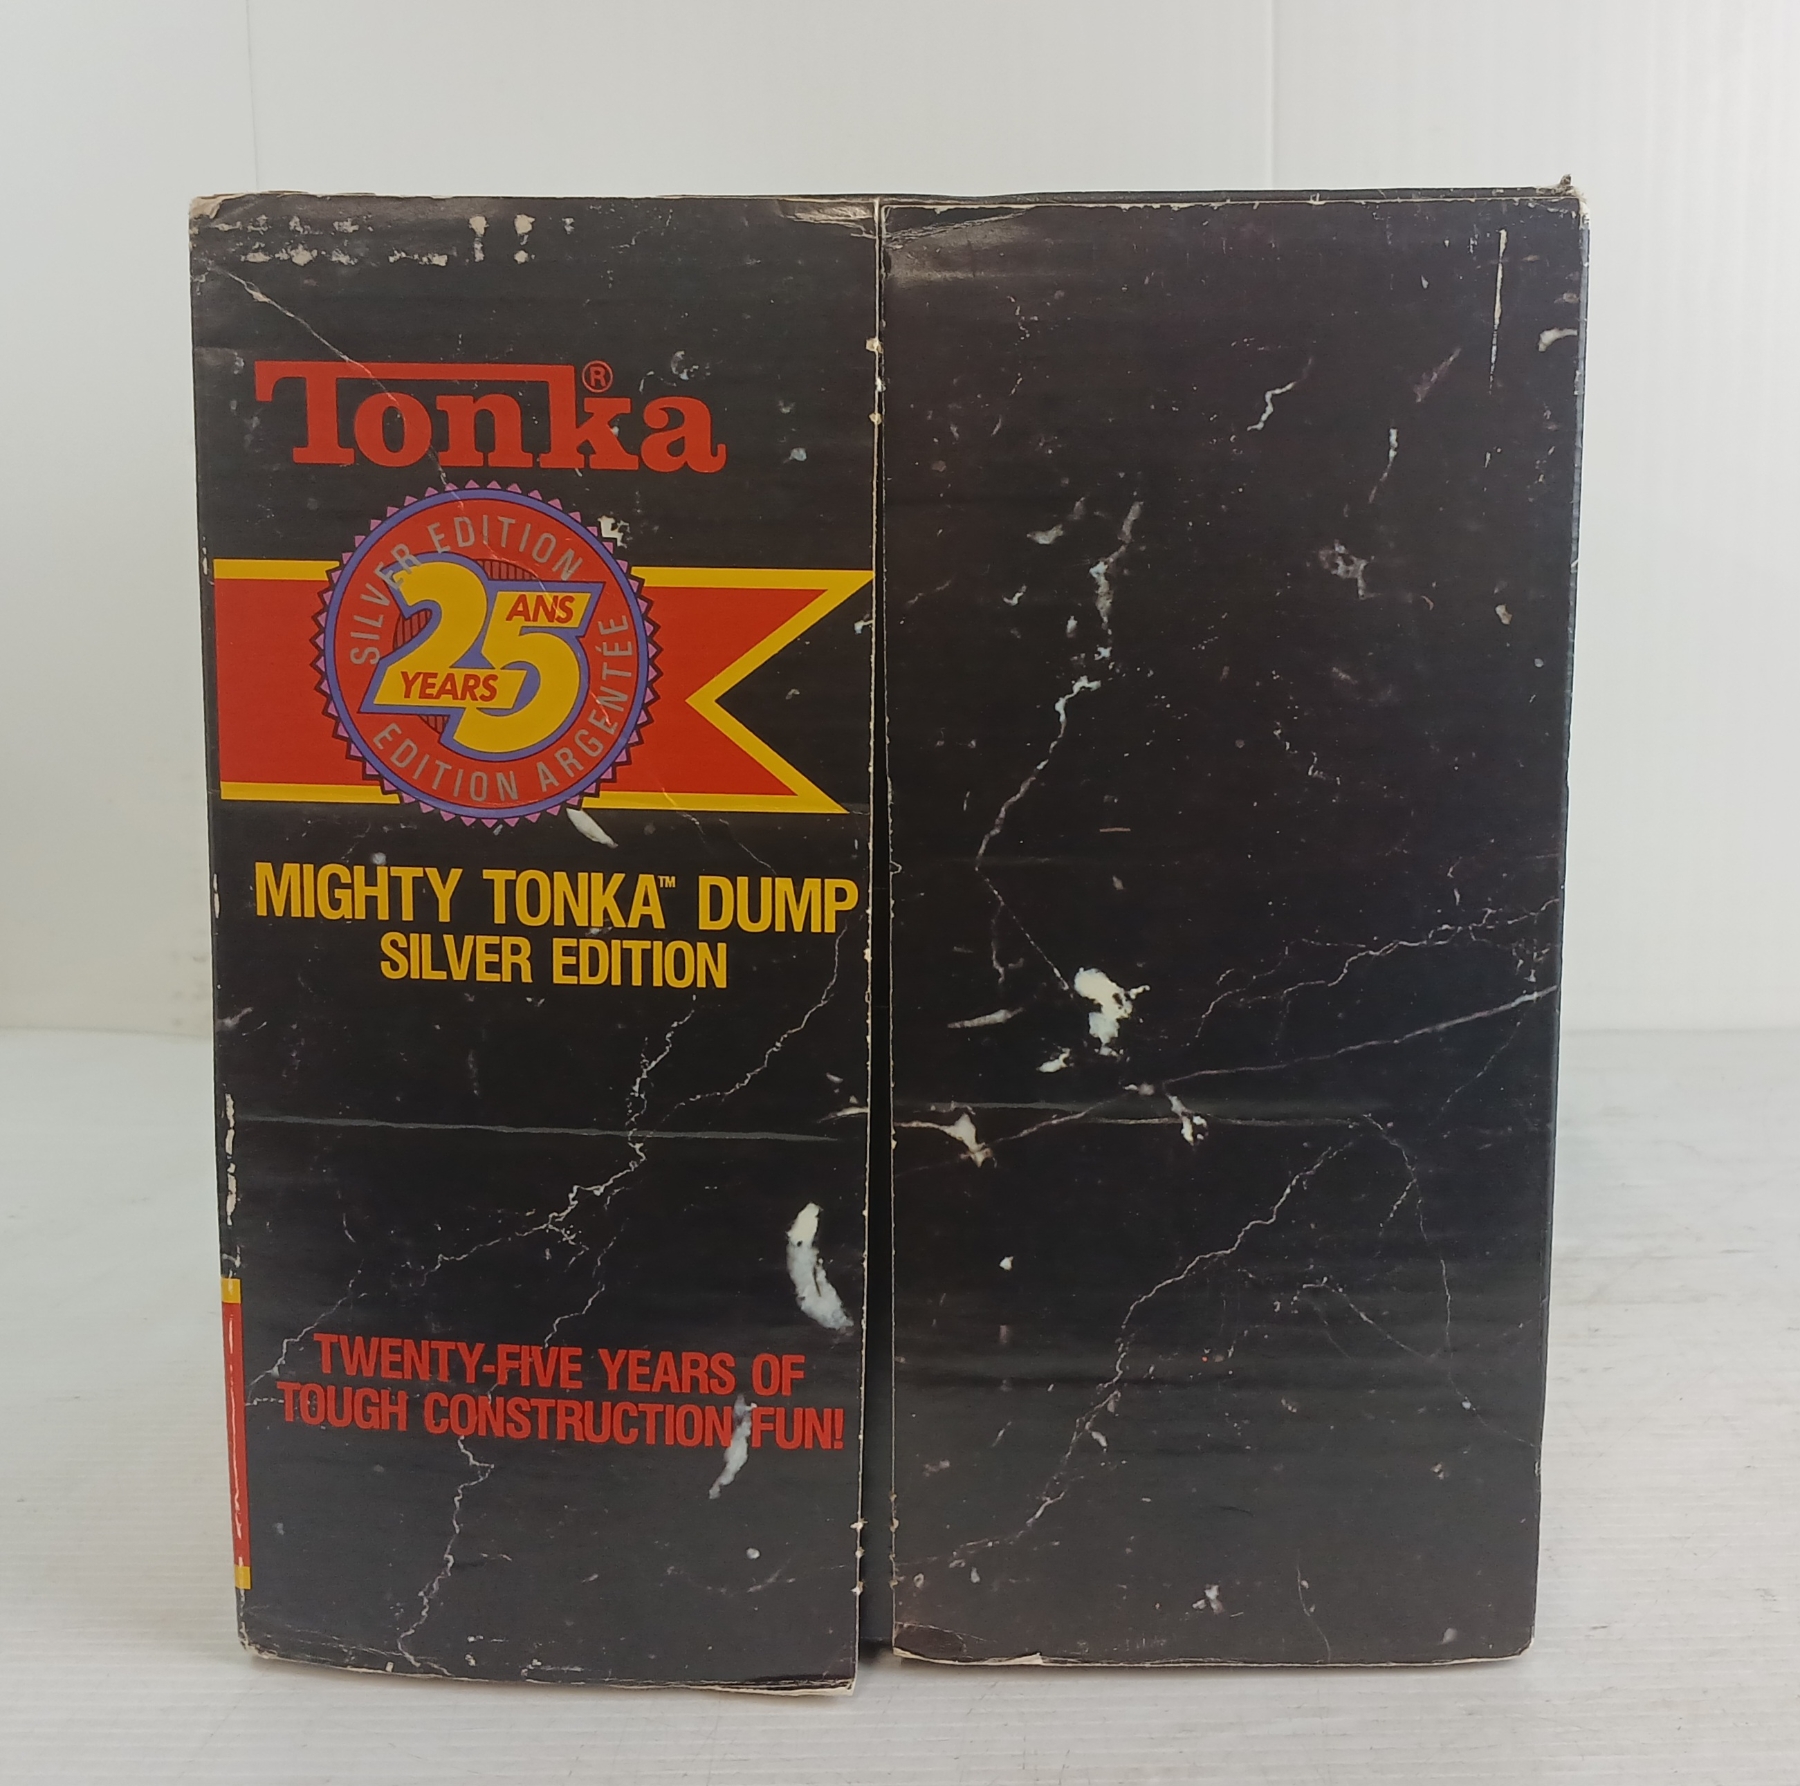 Tonka®
SILVER EDITION
25
ANS
YEARS
EDITION ARGENTÉE
MIGHTY TONKA™ DUMP
SILVER EDITION
TWENTY-FIVE YEARS OF
TOUGH CONSTRUCTION FUN!